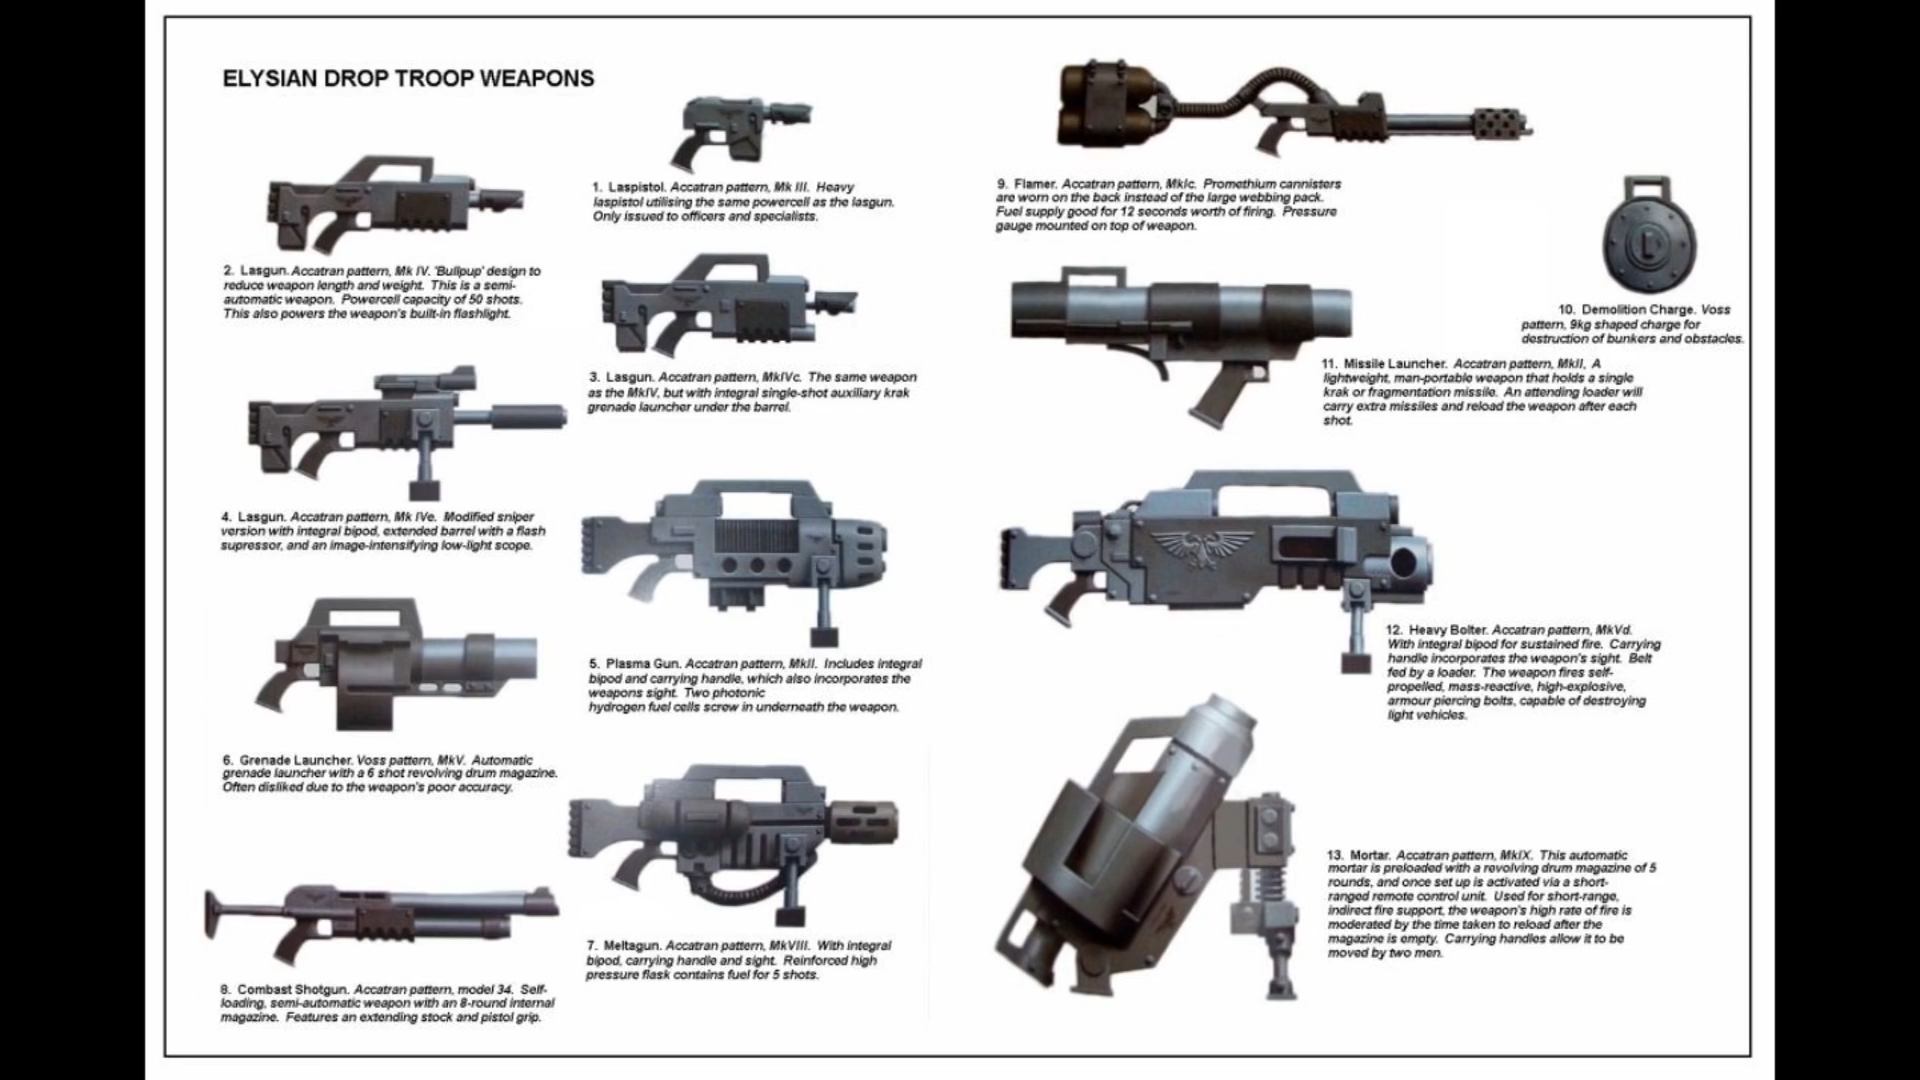 ELYSIAN DROP TROOP WEAPONS
1. Laspistol. Accatran pattern, Mk III. Heavy
laspistol utilising the same powercell as the lasgun.
Only issued to officers and specialists.
2. Lasgun. Accatran pattern, Mk IV. 'Bullpup' design to
reduce weapon length and weight. This is a semi-
automatic weapon. Powercell capacity of 50 shots.
This also powers the weapon's built-in flashlight.
3. Lasgun. Accatran pattern, MkIVc. The same weapon
as the MkIV, but with integral single-shot auxiliary krak
grenade launcher under the barrel.
4. Lasgun. Accatran pattern, Mk IVe. Modified sniper
version with integral bipod, extended barrel with a flash
supressor, and an image-intensifying low-light scope.
5. Plasma Gun. Accatran pattern, MkII. Includes integral
bipod and carrying handle, which also incorporates the
weapons sight. Two photonic
hydrogen fuel cells screw in underneath the weapon.
6. Grenade Launcher. Voss pattern, MkV. Automatic
grenade launcher with a 6 shot revolving drum magazine.
Often disliked due to the weapon's poor accuracy.
7. Meltagun. Accatran pattern, MkVIII. With integral
bipod, carrying handle and sight. Reinforced high
pressure flask contains fuel for 5 shots.
8. Combast Shotgun. Accatran pattern, model 34. Self-
loading, semi-automatic weapon with an 8-round internal
magazine. Features an extending stock and pistol grip.
9. Flamer. Accatran pattern, MkIc. Promethium cannisters
are worn on the back instead of the large webbing pack.
Fuel supply good for 12 seconds worth of firing. Pressure
gauge mounted on top of weapon.
10. Demolition Charge. Voss
pattern, 9kg shaped charge for
destruction of bunkers and obstacles.
11. Missile Launcher. Accatran pattern, MkII, A
lightweight, man-portable weapon that holds a single
krak or fragmentation missile. An attending loader will
carry extra missiles and reload the weapon after each
shot.
12. Heavy Bolter. Accatran pattern, MkVd.
With integral bipod for sustained fire. Carrying
handle incorporates the weapon's sight. Belt
fed by a loader. The weapon fires self-
propelled, mass-reactive, high-explosive,
armour piercing bolts, capable of destroying
light vehicles.
13. Mortar. Accatran pattern, MkIX. This automatic
mortar is preloaded with a revolving drum magazine of 5
rounds, and once set up is activated via a short-
ranged remote control unit. Used for short-range,
indirect fire support, the weapon's high rate of fire is
moderated by the time taken to reload after the
magazine is empty. Carrying handles allow it to be
moved by two men.